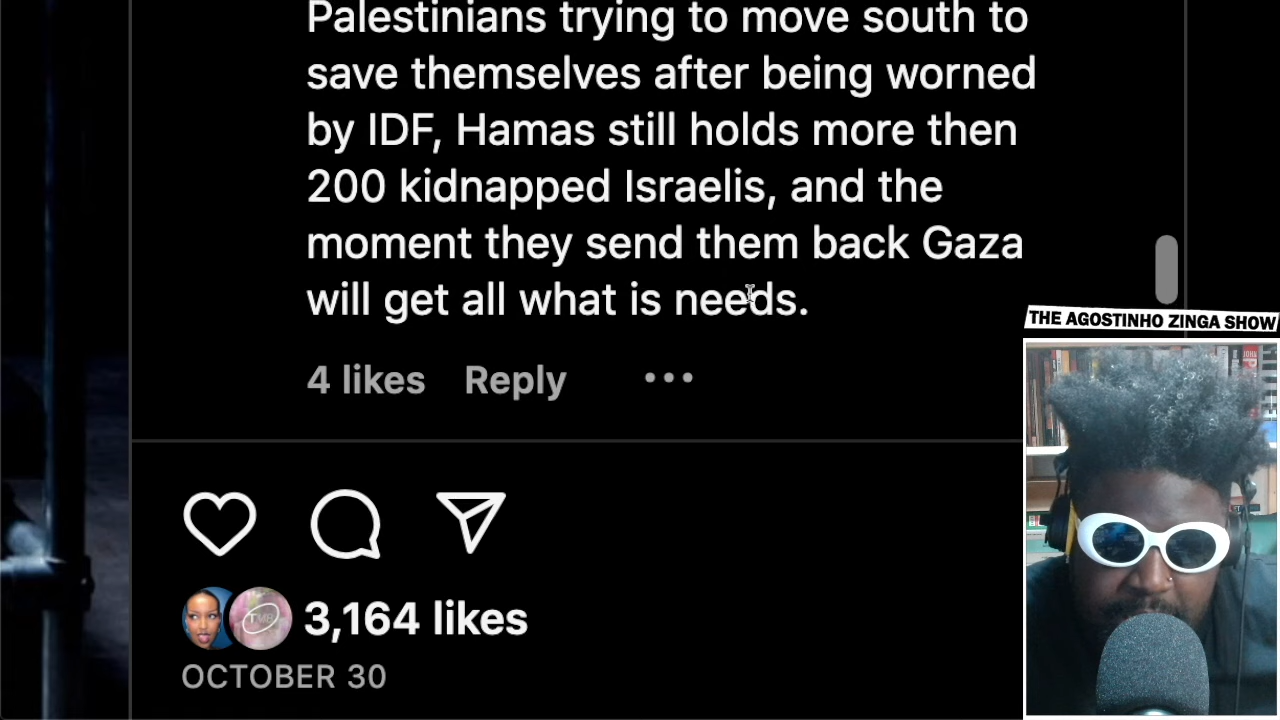 Palestinians trying to move south to
save themselves after being worned
by IDF, Hamas still holds more then
200 kidnapped Israelis, and the
moment they send them back Gaza
will get all what is needs.
4 likes Reply
THE AGOSTINHO ZINGA SHOW
3,164 likes
OCTOBER 30